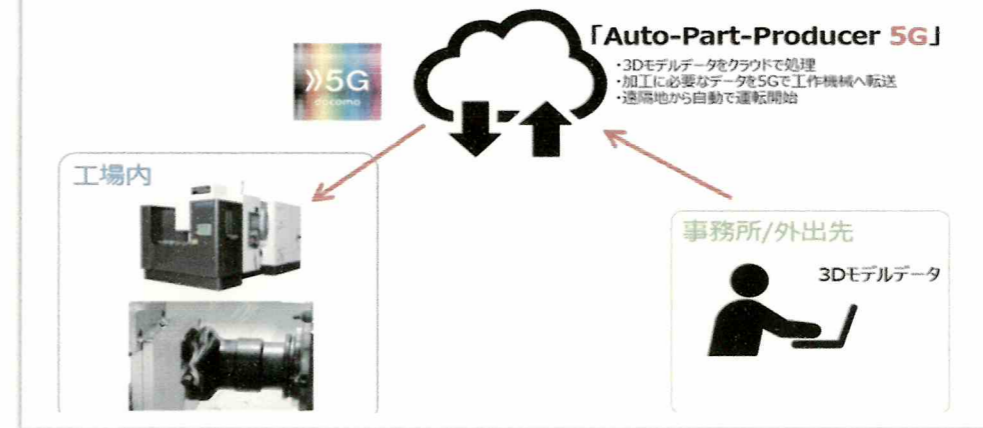 「Auto-Part-Producer 5G」
・3Dモデルデータをクラウドで処理
・加工に必要なデータを5Gで工作機械へ転送
・遠隔地から自動で運転開始
»5G
docomo
工場内
事務所/外出先
3Dモデルデータ